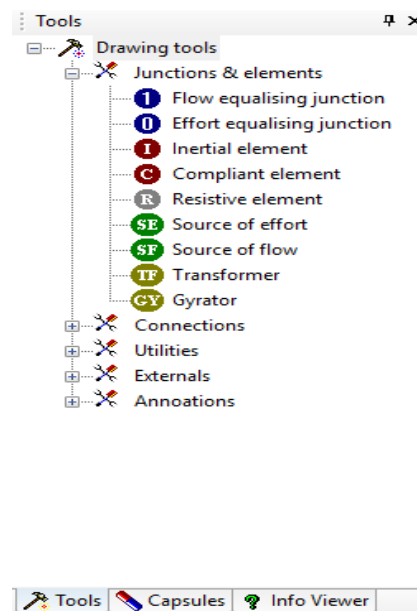 Tools
Drawing tools
Junctions & elements
1 Flow equalising junction
0 Effort equalising junction
I Inertial element
C Compliant element
R Resistive element
SE Source of effort
SF Source of flow
TF Transformer
GY Gyrator
Connections
Utilities
Externals
Annoations
Tools Capsules Info Viewer